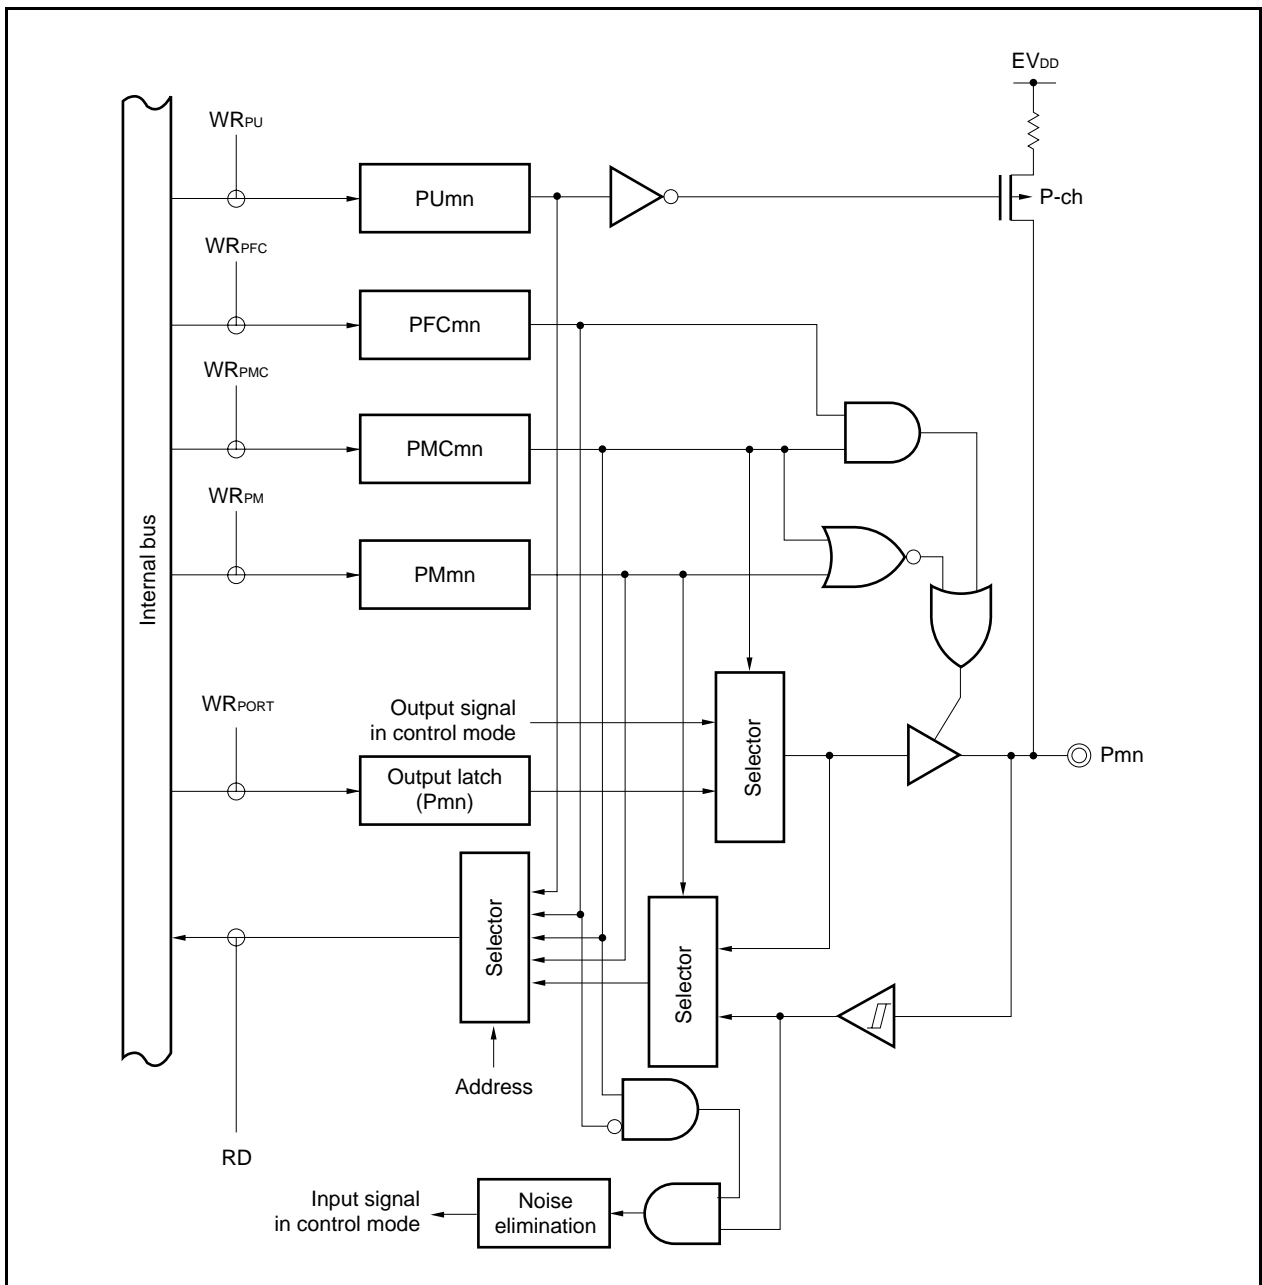 EVDD
WRPU
PUmn
P-ch
WRPFC
PFCmn
WRPMC
PMCmn
WRPM
PMmn
Internal bus
WRPORT
Output signal
in control mode
Output latch
(Pmn)
Selector
Pmn
Selector
Selector
Address
RD
Input signal
in control mode
Noise
elimination